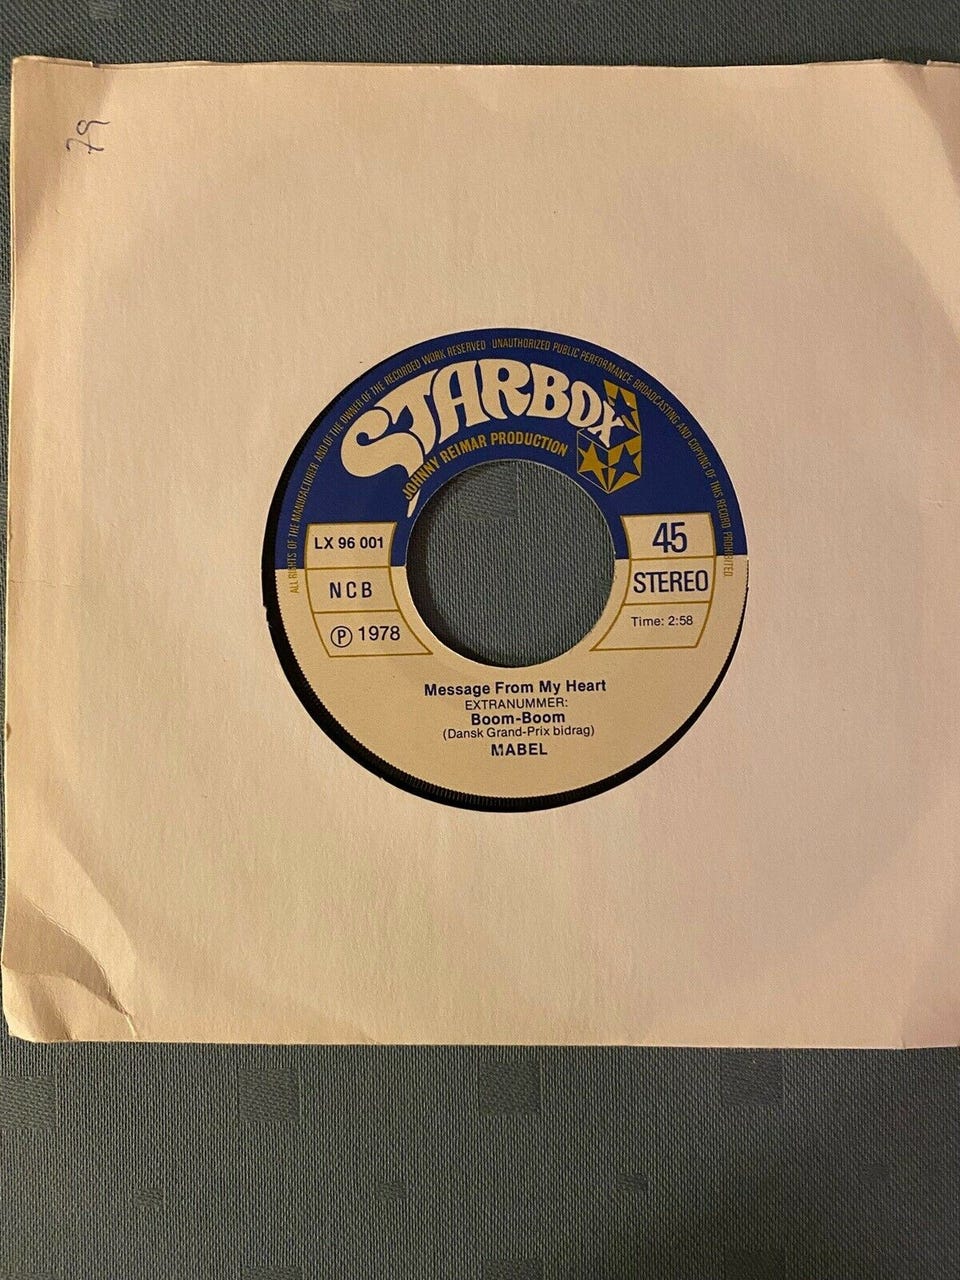 79
ALL RIGHTS OF THE MANUFACTURER AND OF THE OWNER OF THE RECORDED WORK RESERVED · UNAUTHORIZED PUBLIC PERFORMANCE BROADCASTING AND COPYING OF THIS RECORD PROHIBITED
STARBOX
JOHNNY REIMAR PRODUCTION
LX 96 001
NCB
Ⓟ 1978
45
STEREO
Time: 2:58
Message From My Heart
EXTRANUMMER:
Boom-Boom
(Dansk Grand-Prix bidrag)
MABEL